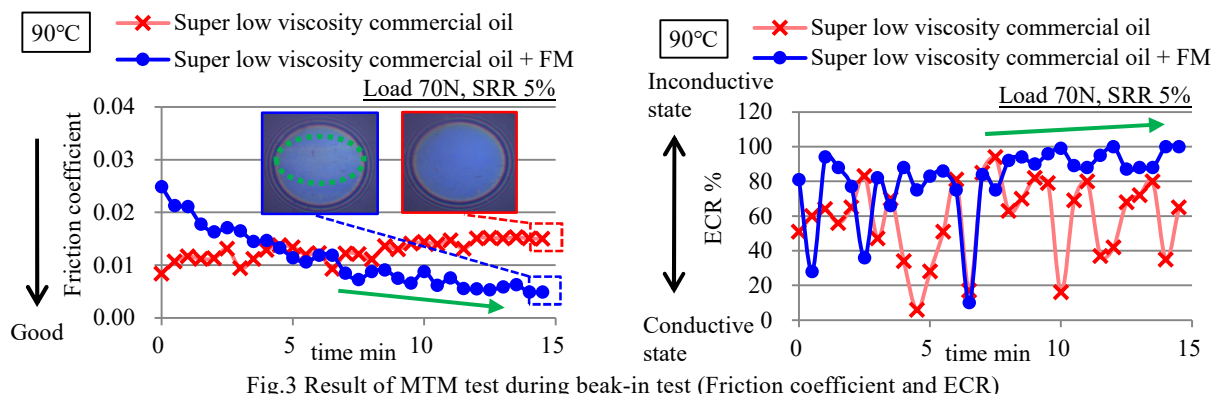 90℃
Super low viscosity commercial oil
Super low viscosity commercial oil + FM
Load 70N, SRR 5%
0.04
0.03
0.02
0.01
0.00
Friction coefficient
Good
0
5
10
15
time min
90℃
Super low viscosity commercial oil
Super low viscosity commercial oil + FM
Inconductive
state
Load 70N, SRR 5%
120
100
80
60
40
20
0
ECR %
Conductive
state
0
5
10
15
time min
Fig.3 Result of MTM test during beak-in test (Friction coefficient and ECR)